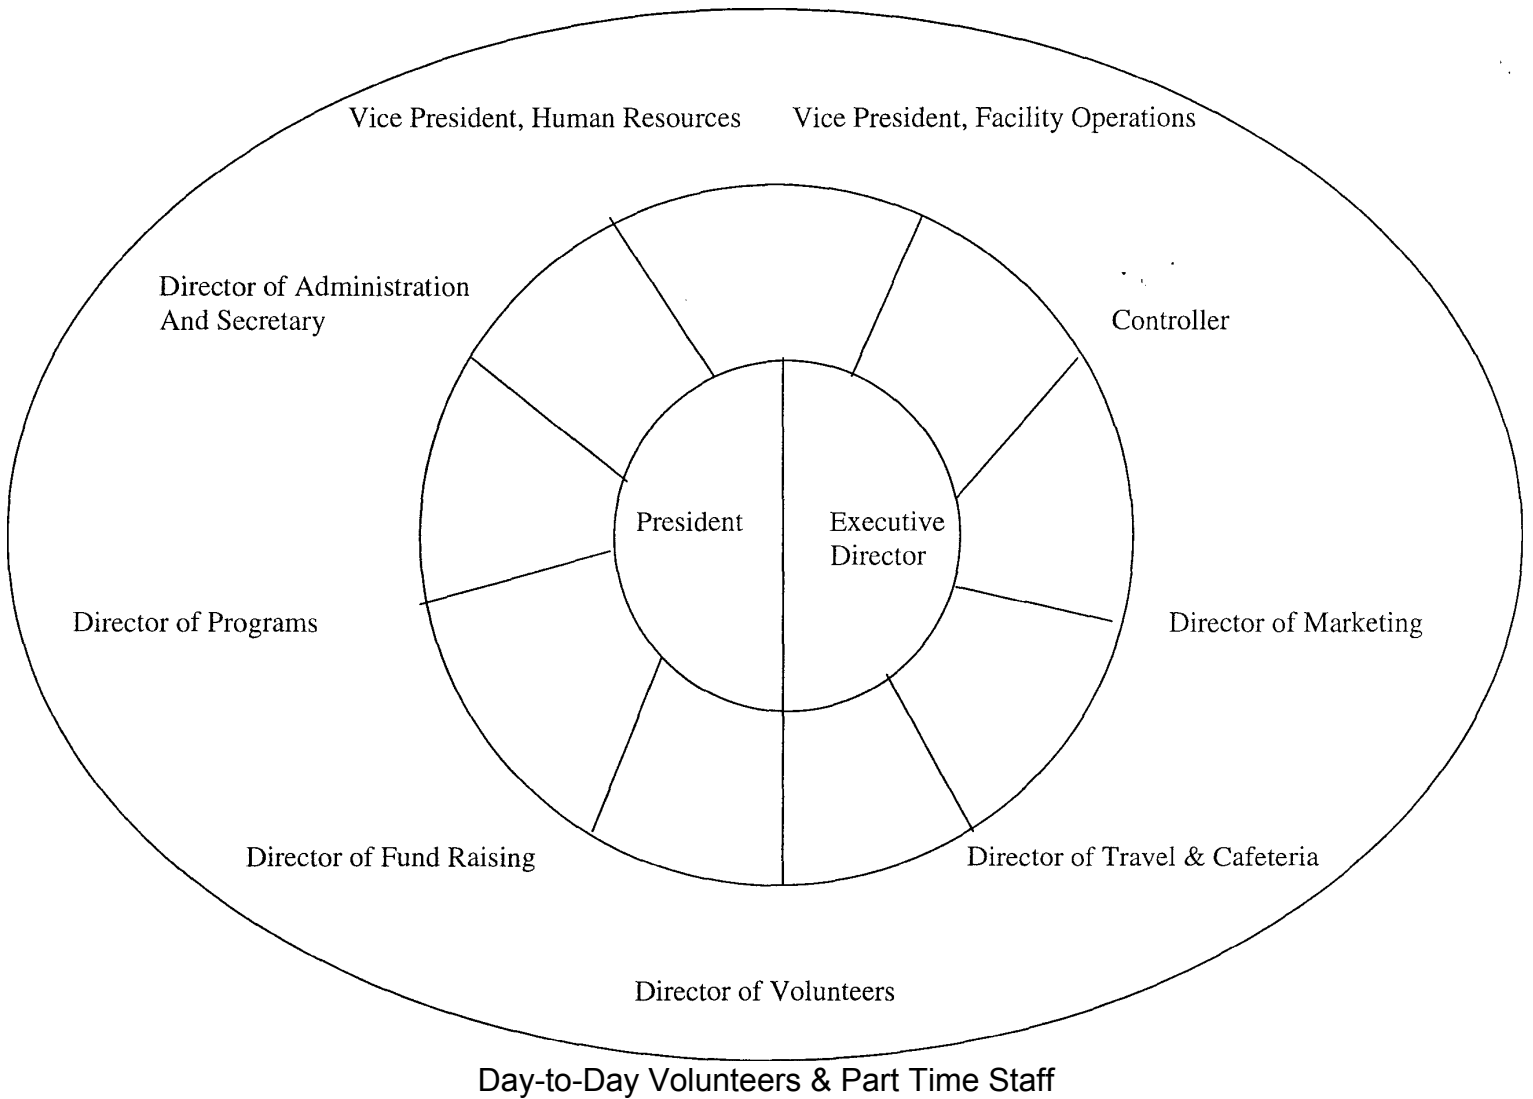 Vice President, Human Resources
Vice President, Facility Operations
Director of Administration
And Secretary
Controller
President
Executive
Director
Director of Programs
Director of Marketing
Director of Fund Raising
Director of Travel & Cafeteria
Director of Volunteers
Day-to-Day Volunteers & Part Time Staff